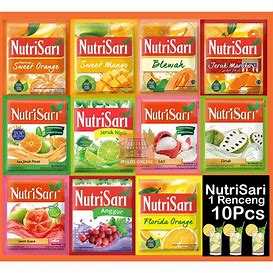 NutriSari
Sweet Orange
NutriSari
Sweet Mango
NutriSari
Blewah
NutriSari
Jeruk Maroko
NutriSari
NutriSari
Jeruk Nipis
NutriSari
Leci
NutriSari
Sirsak
NutriSari
Sweet Guava
NutriSari
Anggur
NutriSari
Florida Orange
NutriSari
1 Renceng
10Pcs